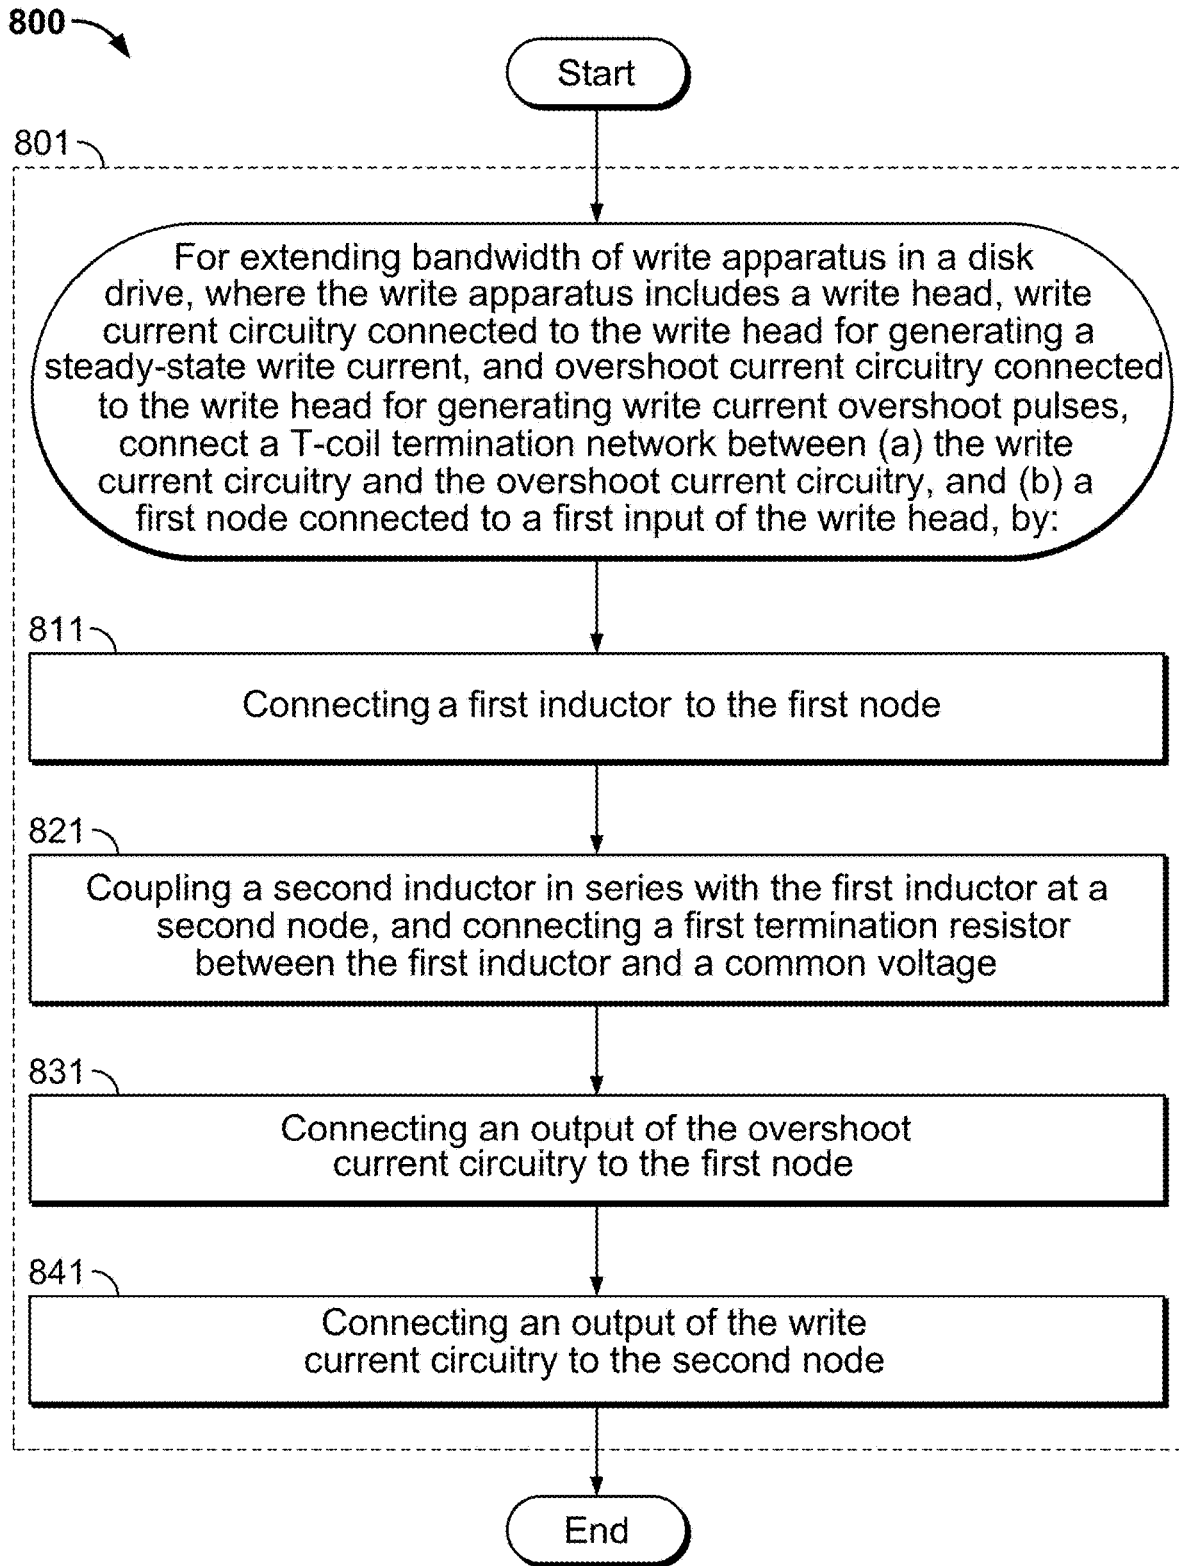 800
Start
801
For extending bandwidth of write apparatus in a disk
drive, where the write apparatus includes a write head, write
current circuitry connected to the write head for generating a
steady-state write current, and overshoot current circuitry connected
to the write head for generating write current overshoot pulses,
connect a T-coil termination network between (a) the write
current circuitry and the overshoot current circuitry, and (b) a
first node connected to a first input of the write head, by:
811
Connecting a first inductor to the first node
821
Coupling a second inductor in series with the first inductor at a
second node, and connecting a first termination resistor
between the first inductor and a common voltage
831
Connecting an output of the overshoot
current circuitry to the first node
841
Connecting an output of the write
current circuitry to the second node
End